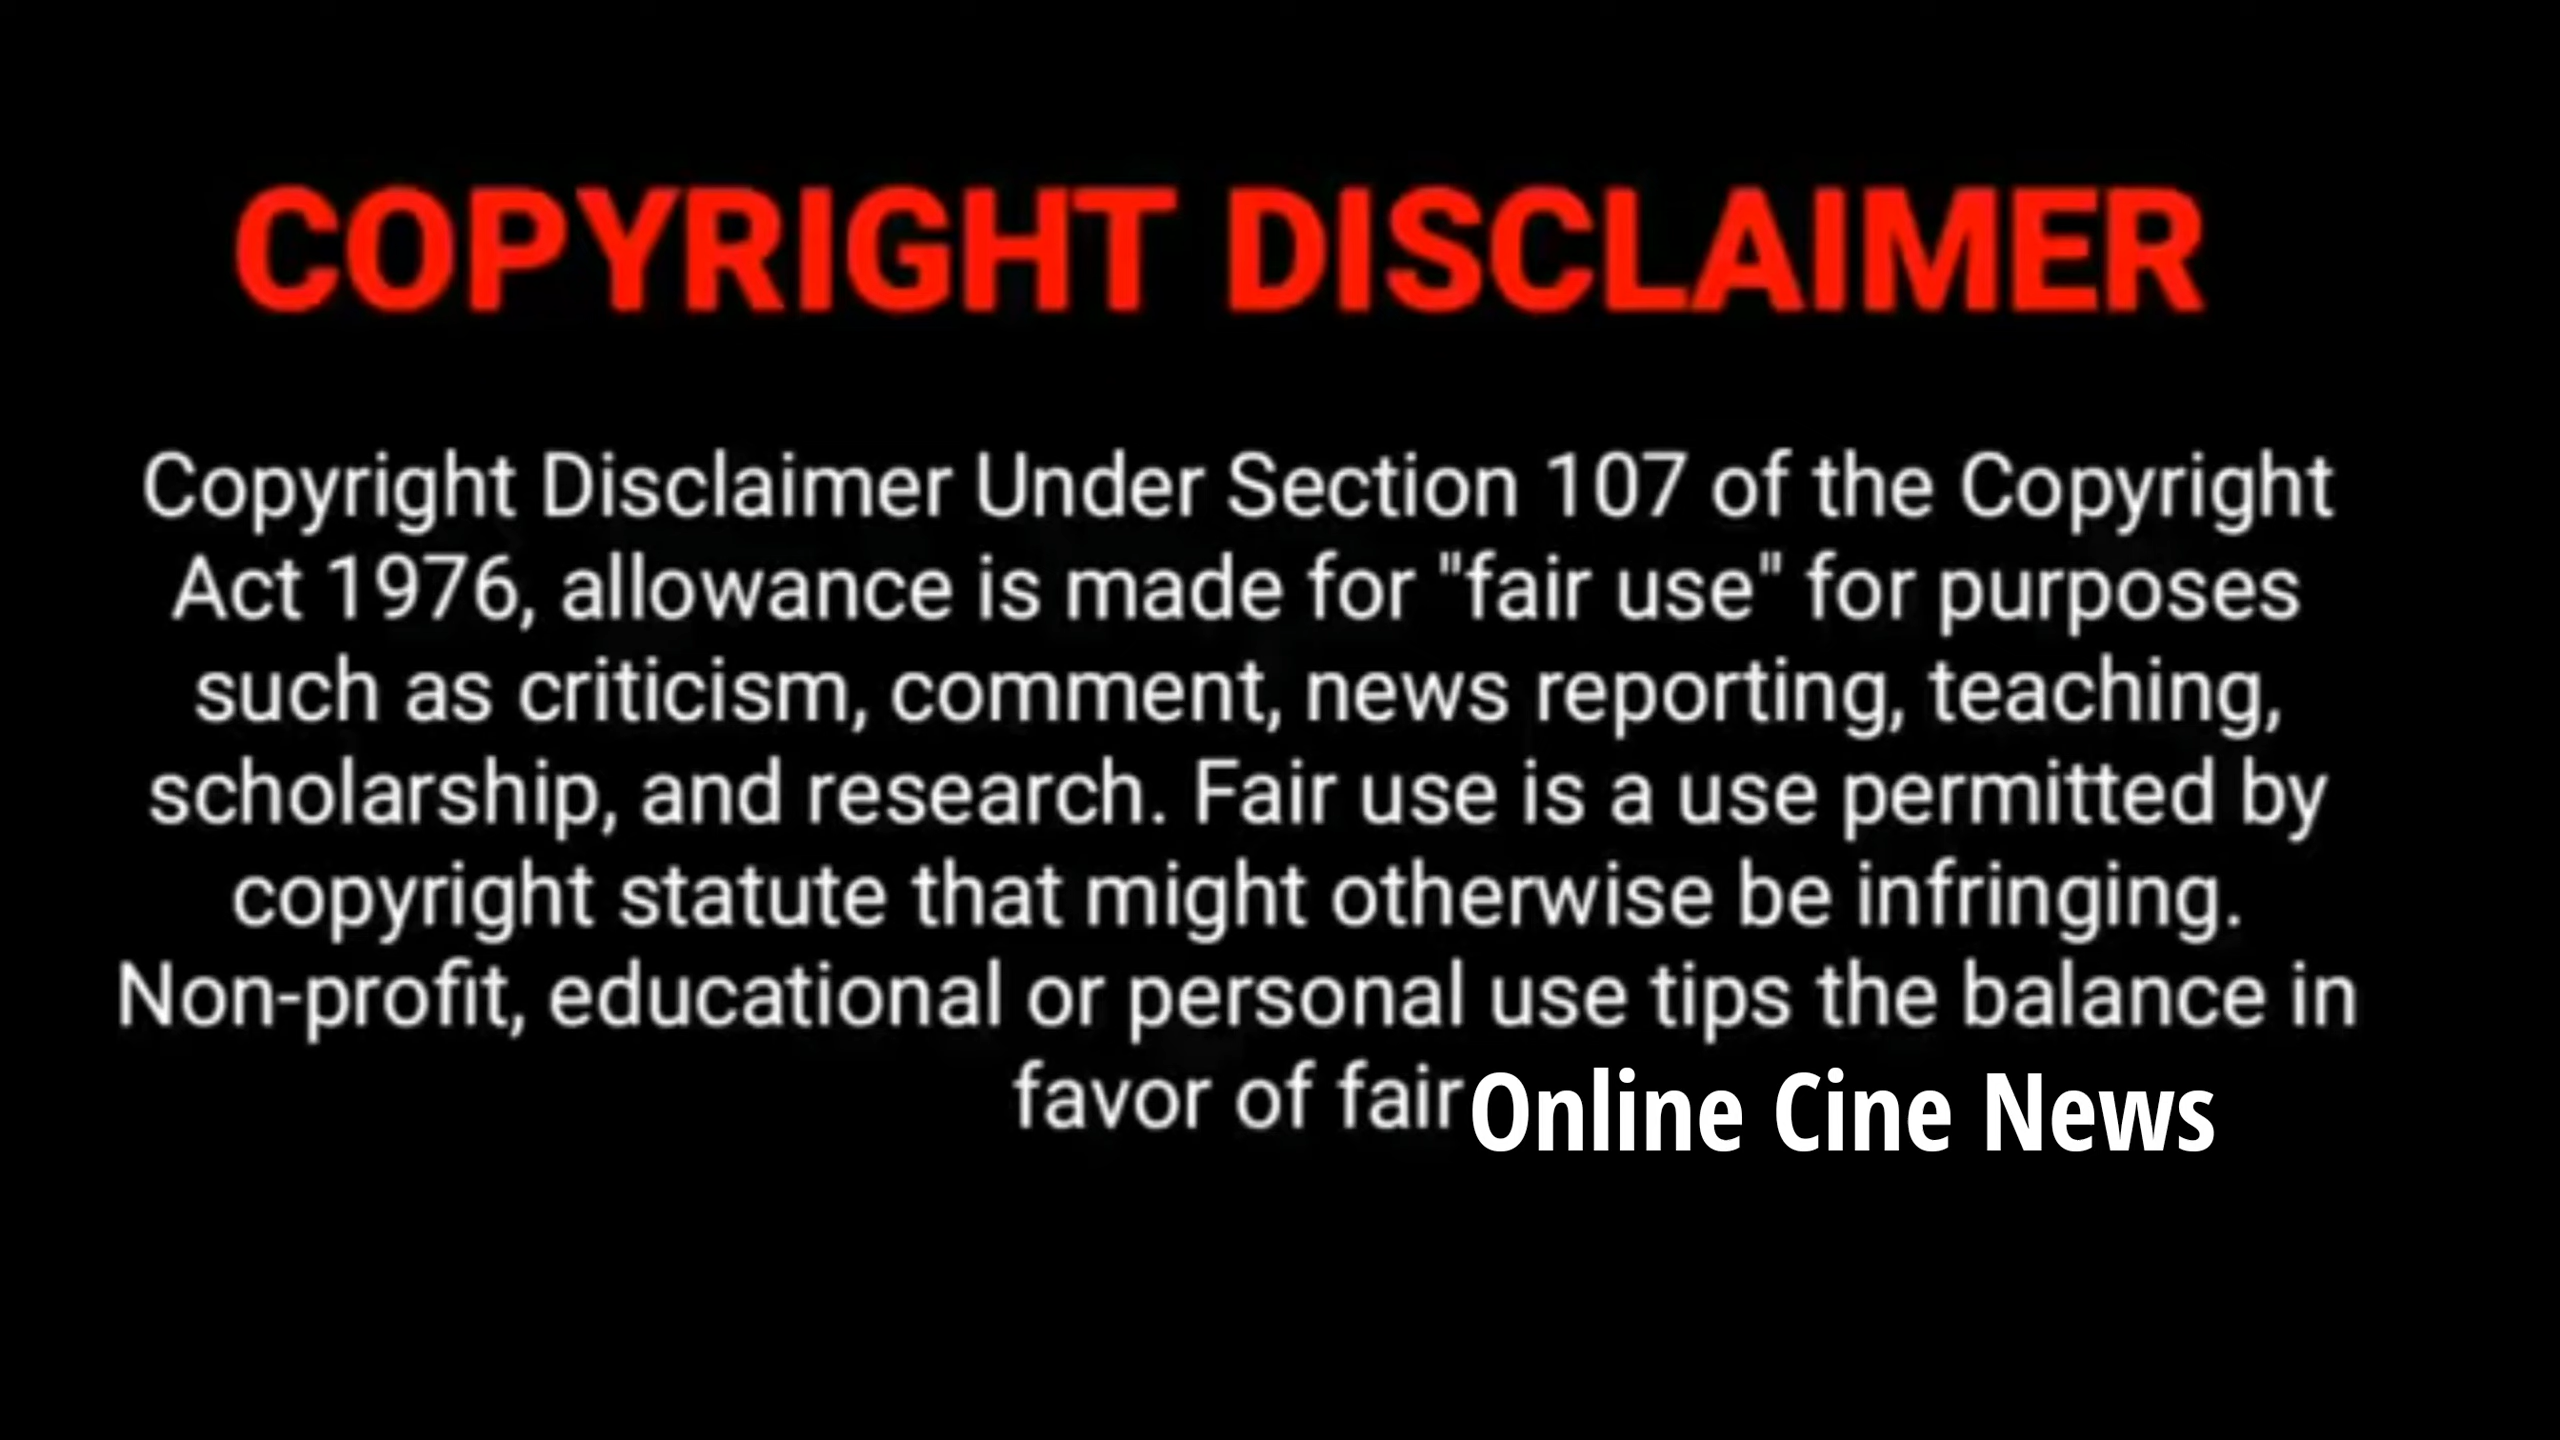 COPYRIGHT DISCLAIMER
Copyright Disclaimer Under Section 107 of the Copyright
Act 1976, allowance is made for "fair use" for purposes
such as criticism, comment, news reporting, teaching,
scholarship, and research. Fair use is a use permitted by
copyright statute that might otherwise be infringing.
Non-profit, educational or personal use tips the balance in
favor of fair Online Cine News